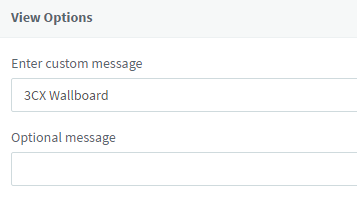 View Options
Enter custom message
3CX Wallboard
Optional message